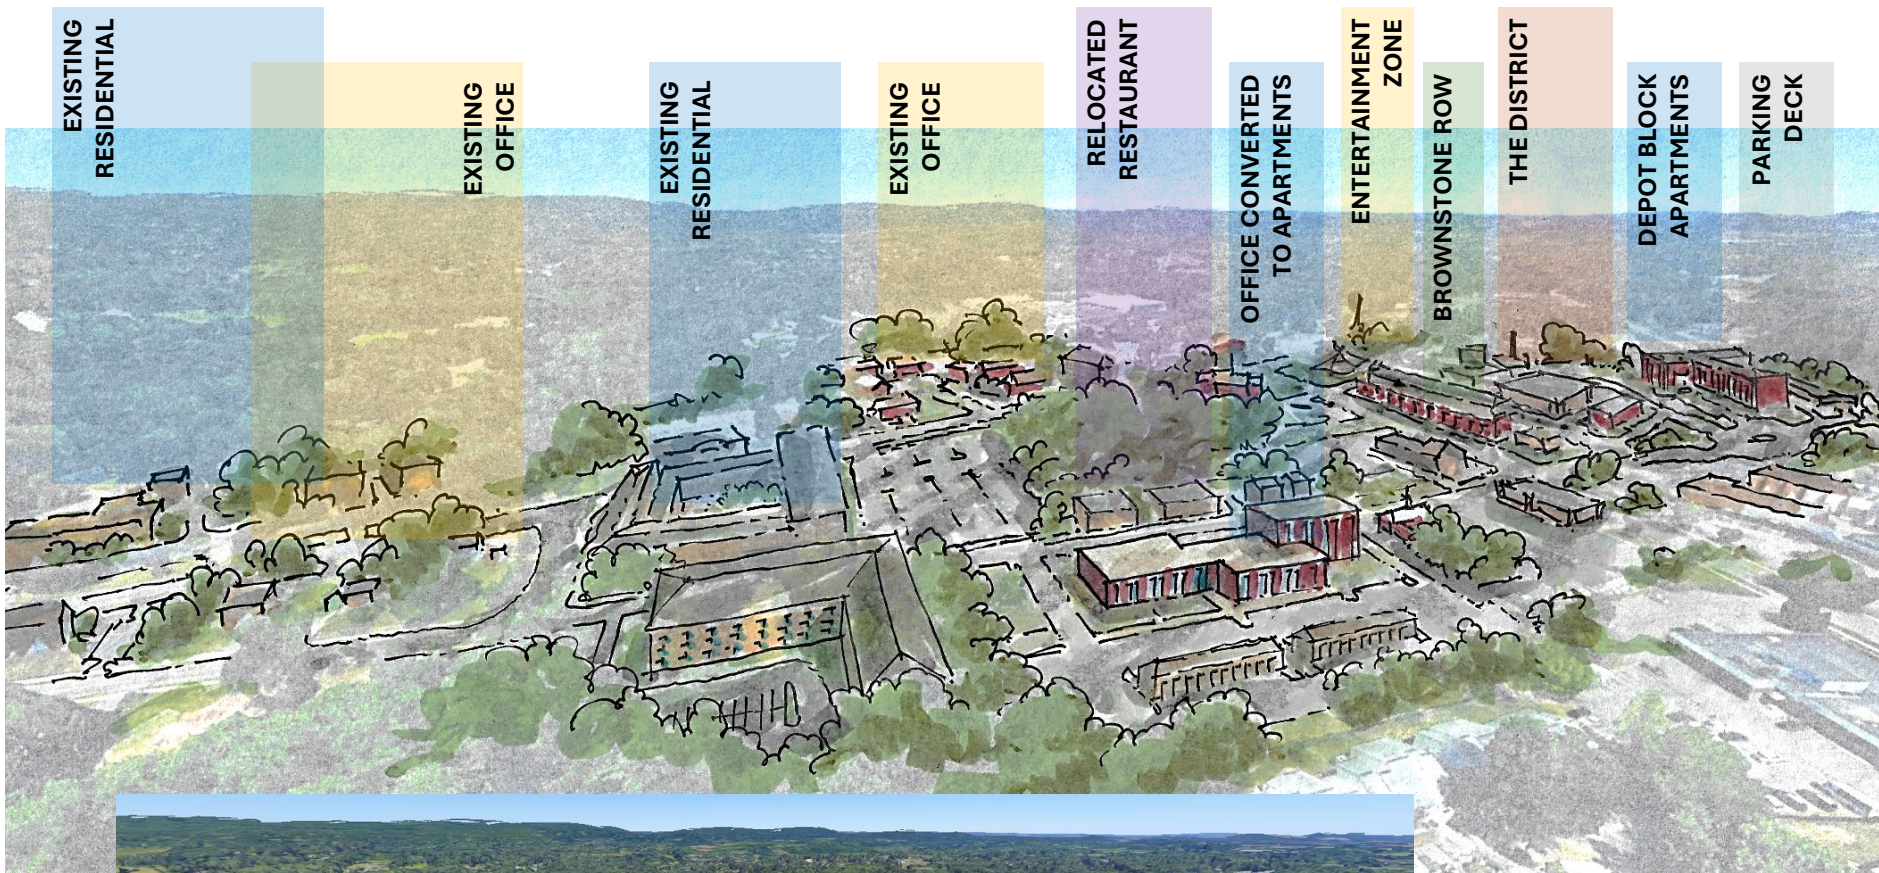 EXISTING
RESIDENTIAL
EXISTING
OFFICE
EXISTING
RESIDENTIAL
EXISTING
OFFICE
RELOCATED
RESTAURANT
OFFICE CONVERTED
TO APARTMENTS
ENTERTAINMENT
ZONE
BROWNSTONE ROW
THE DISTRICT
DEPOT BLOCK
APARTMENTS
PARKING
DECK